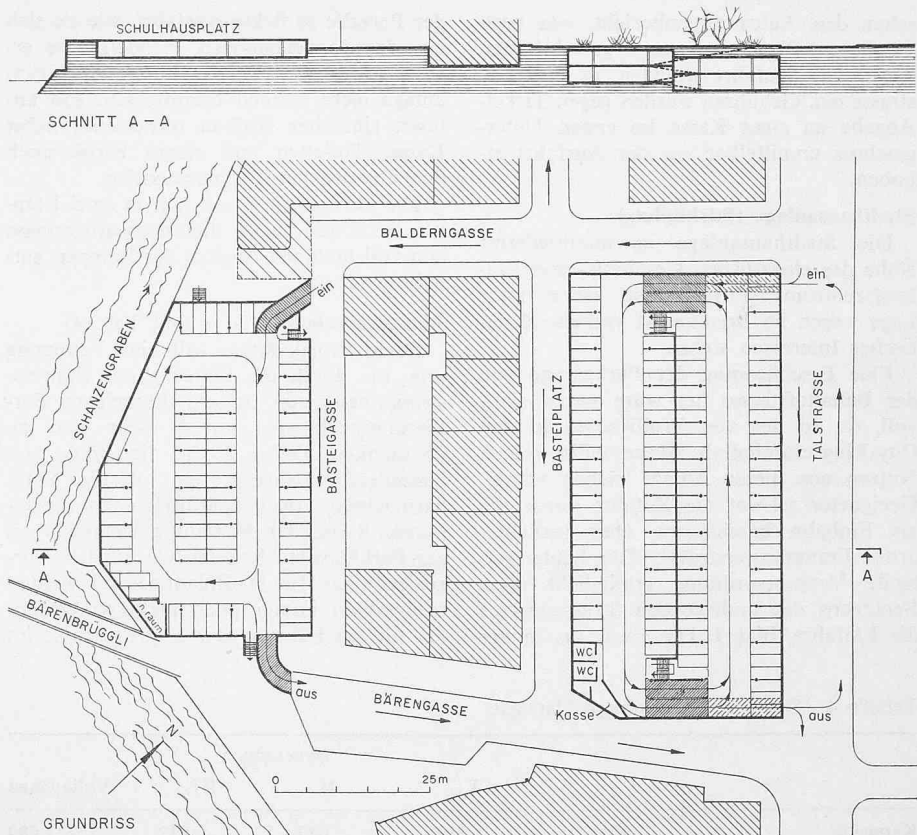 SCHULHAUSPLATZ
SCHNITT A-A
BALDERNGASSE
ein
ein
SCHANZENGRABEN
BASTEIGASSE
BASTEIPLATZ
TALSTRASSE
A
A
n.raum
BÄRENBRÜGGLI
WC
WC
aus
BÄRENGASSE
Kasse
aus
N
0 25m
GRUNDRISS